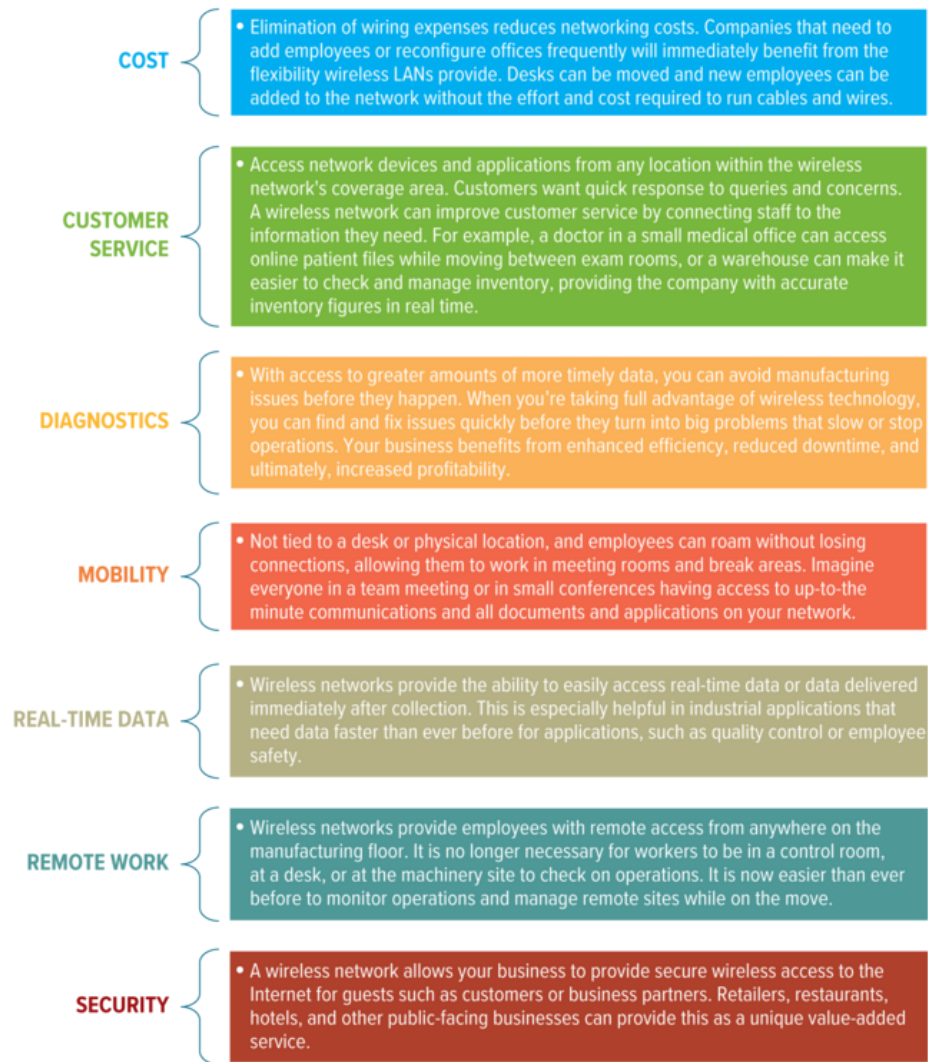 COST
• Elimination of wiring expenses reduces networking costs. Companies that need to
add employees or reconfigure offices frequently will immediately benefit from the
flexibility wireless LANs provide. Desks can be moved and new employees can be
added to the network without the effort and cost required to run cables and wires.
CUSTOMER
SERVICE
• Access network devices and applications from any location within the wireless
network's coverage area. Customers want quick response to queries and concerns.
A wireless network can improve customer service by connecting staff to the
information they need. For example, a doctor in a small medical office can access
online patient files while moving between exam rooms, or a warehouse can make it
easier to check and manage inventory, providing the company with accurate
inventory figures in real time.
DIAGNOSTICS
• With access to greater amounts of more timely data, you can avoid manufacturing
issues before they happen. When you're taking full advantage of wireless technology,
you can find and fix issues quickly before they turn into big problems that slow or stop
operations. Your business benefits from enhanced efficiency, reduced downtime, and
ultimately, increased profitability.
MOBILITY
• Not tied to a desk or physical location, and employees can roam without losing
connections, allowing them to work in meeting rooms and break areas. Imagine
everyone in a team meeting or in small conferences having access to up-to-the
minute communications and all documents and applications on your network.
REAL-TIME DATA
• Wireless networks provide the ability to easily access real-time data or data delivered
immediately after collection. This is especially helpful in industrial applications that
need data faster than ever before for applications, such as quality control or employee
safety.
REMOTE WORK
• Wireless networks provide employees with remote access from anywhere on the
manufacturing floor. It is no longer necessary for workers to be in a control room,
at a desk, or at the machinery site to check on operations. It is now easier than ever
before to monitor operations and manage remote sites while on the move.
SECURITY
• A wireless network allows your business to provide secure wireless access to the
Internet for guests such as customers or business partners. Retailers, restaurants,
hotels, and other public-facing businesses can provide this as a unique value-added
service.